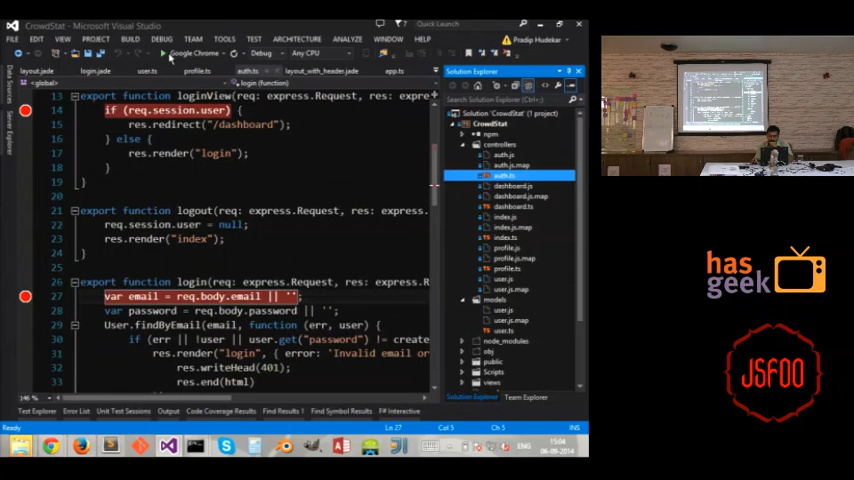 CrowdStat - Microsoft Visual Studio
7
Quick Launch
FILE EDIT VIEW PROJECT BUILD DEBUG TEAM TOOLS TEST ARCHITECTURE ANALYZE WINDOW HELP
Pradip Hudekar
Google Chrome
Debug
Any CPU
layout.jade login.jade user.ts profile.ts auth.ts layout_with_header.jade app.ts
<global>
login ()
Data Sources
Server Explorer
13 export function loginView(req: express.Request, res: e
14 if (req.session.user) {
15 res.redirect("/dashboard");
16 } else {
17 res.render("login");
18 }
19 }
20
21 export function logout(req: express.Request, res: expr
22 req.session.user = null;
23 res.render("index");
24 }
25
26 export function login(req: express.Request, res: express.R
27 var email = req.body.email || '';
28 var password = req.body.password || '';
29 User.findByEmail(email, function (err, user) {
30 if (err || !user || user.get("password") != create
31 res.render("login", { error: 'Invalid email or
32 res.writeHead(401);
33 res.end(html)
146 %
Solution Explorer
Search Solution Explorer (Ctrl+;)
Solution 'CrowdStat' (1 project)
CrowdStat
npm
controllers
auth.js
auth.js.map
auth.ts
dashboard.js
dashboard.js.map
dashboard.ts
index.js
index.js.map
index.ts
profile.js
profile.js.map
profile.ts
user.js
user.js.map
models
user.js
user.js.map
user.ts
node_modules
obj
public
Scripts
views
Solution Explorer Team Explorer
Test Explorer Error List Unit Test Sessions Output Code Coverage Results Find Results 1 Find Symbol Results F# Interactive
Ready
Ln 27 Col 5 Ch 5 INS
ENG
15:04
06-09-2014
has
geek
JSFOO